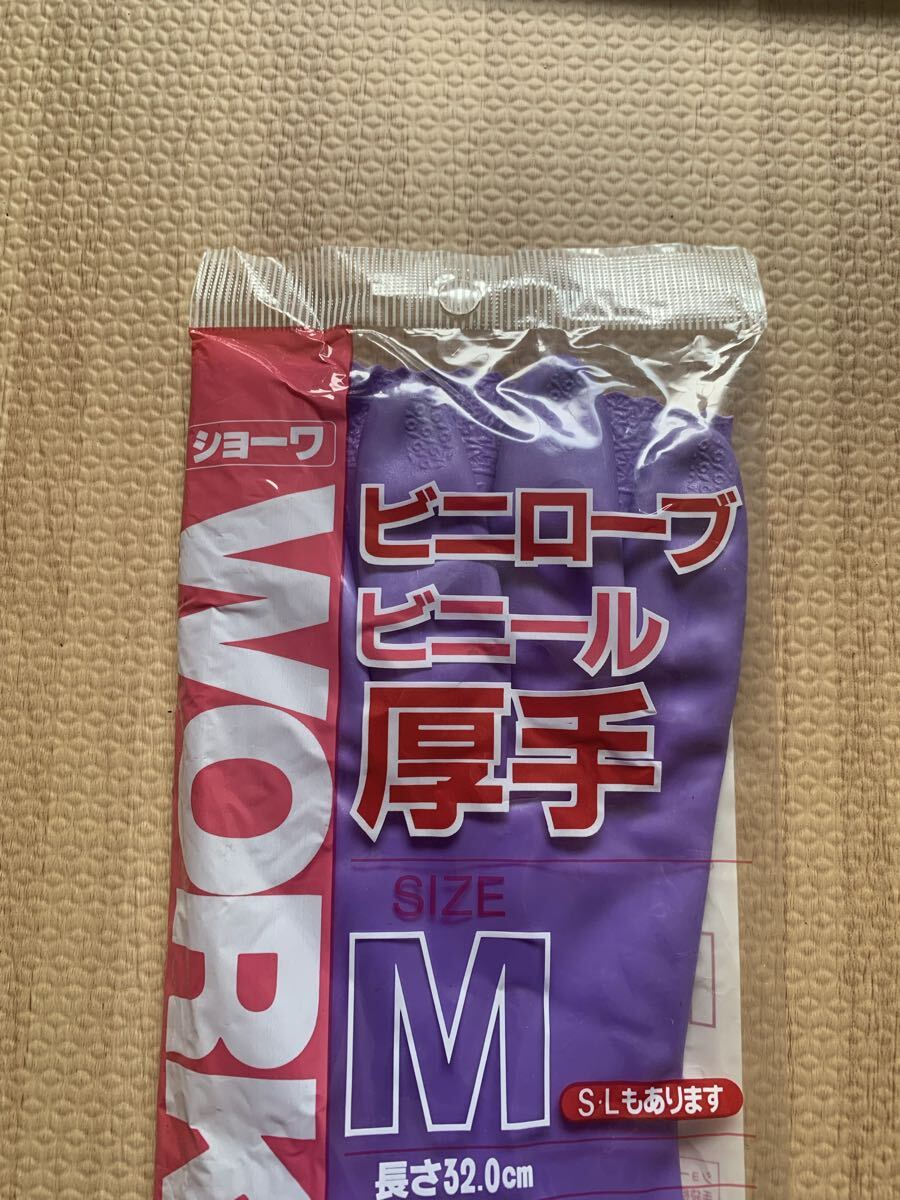 ショーワ
WORK
ビニローブ
ビニール
厚手
SIZE
M
S・Lもあります
長さ32.0cm